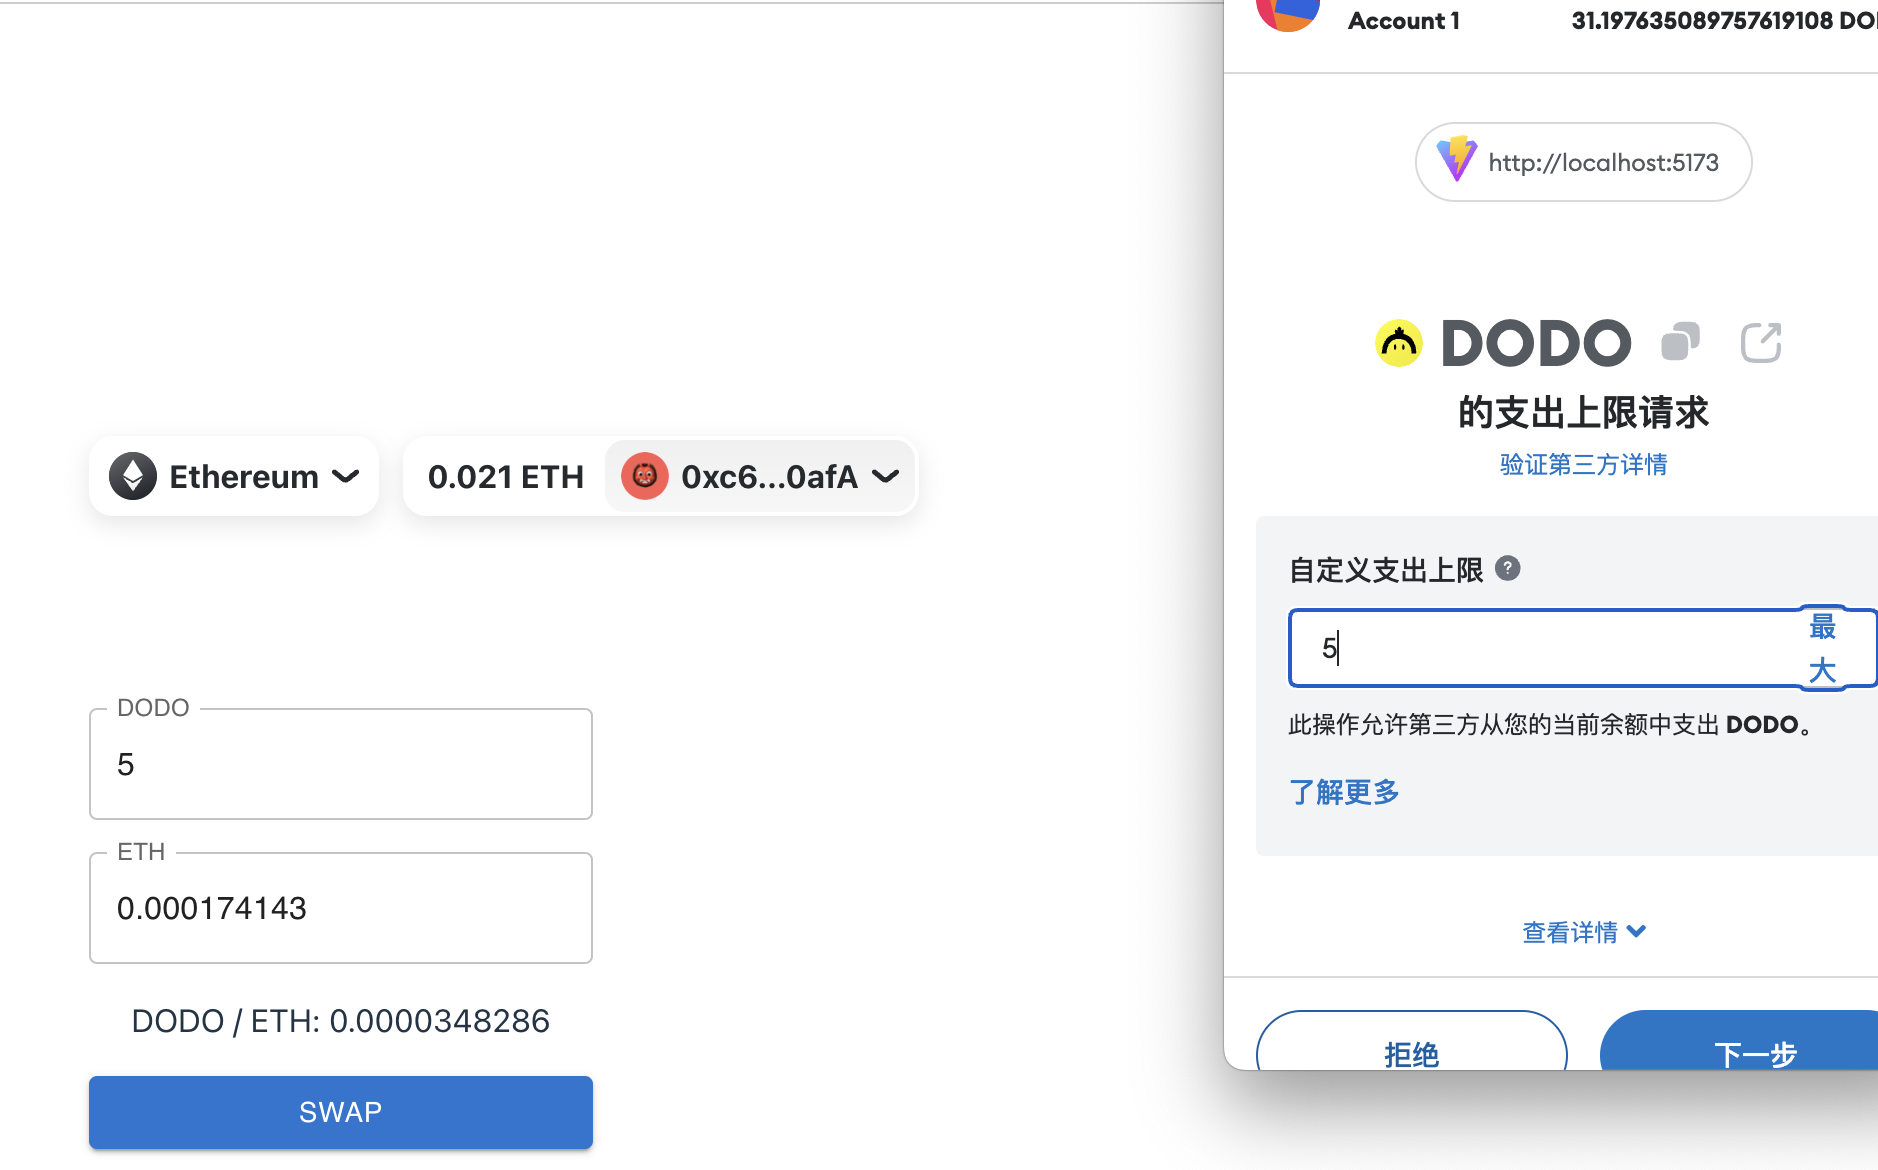 Ethereum
0.021 ETH
0xc6...0afA
DODO
5
ETH
0.000174143
DODO / ETH: 0.0000348286
SWAP
Account 1
31.197635089757619108
http://localhost:5173
DODO
的支出上限请求
验证第三方详情
自定义支出上限 ?
5
最
大
此操作允许第三方从您的当前余额中支出 DODO。
了解更多
查看详情
拒绝
下一步